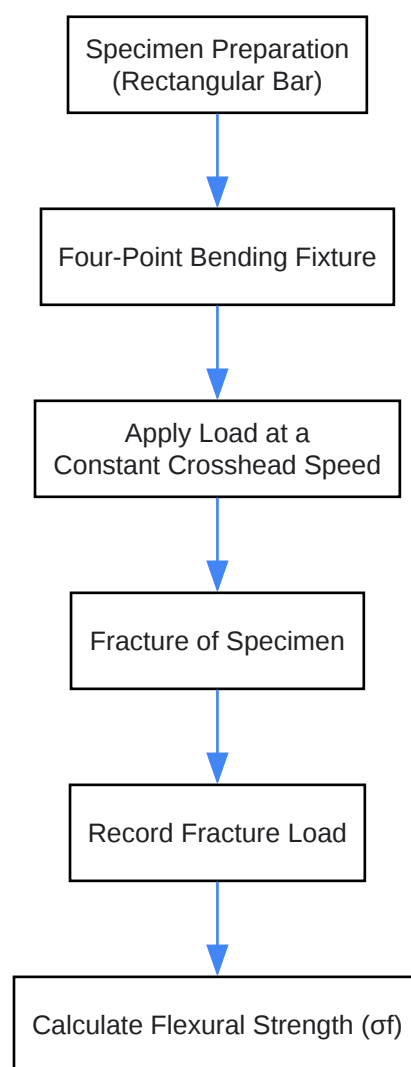 Specimen Preparation
(Rectangular Bar)
Four-Point Bending Fixture
Apply Load at a
Constant Crosshead Speed
Fracture of Specimen
Record Fracture Load
Calculate Flexural Strength (σf)